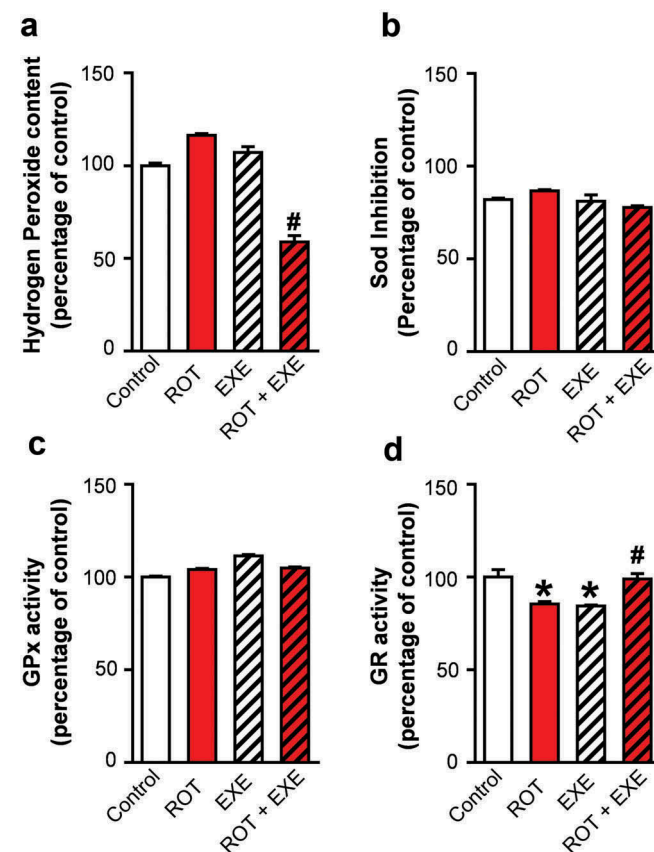 a
Hydrogen Peroxide content
(percentage of control)
150
100
50
0
#
Control
ROT
EXE
ROT + EXE
b
Sod Inhibition
(Percentage of control)
150
100
50
0
Control
ROT
EXE
ROT + EXE
c
GPx activity
(percentage of control)
150
100
50
0
Control
ROT
EXE
ROT + EXE
d
GR activity
(percentage of control)
150
100
50
0
*
*
#
Control
ROT
EXE
ROT + EXE